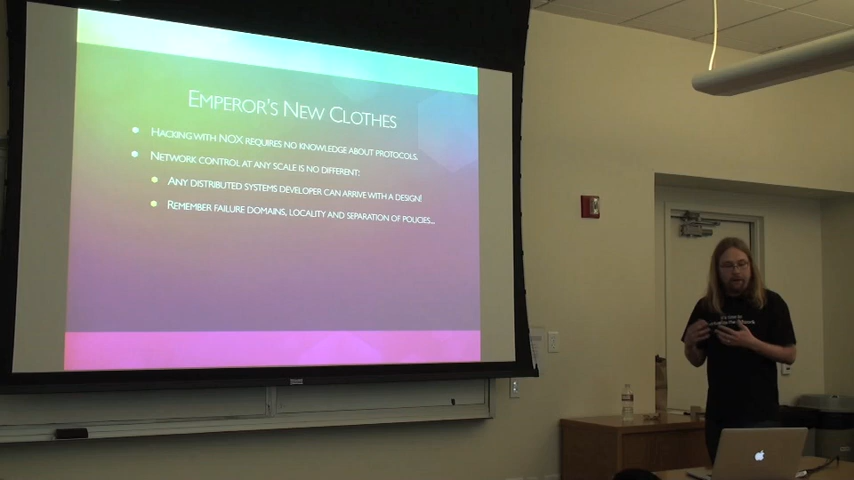 Emperor's New Clothes
Hacking with NOX requires no knowledge about protocols.
Network control at any scale is no different:
Any distributed systems developer can arrive with a design!
Remember failure domains, locality and separation of policies...